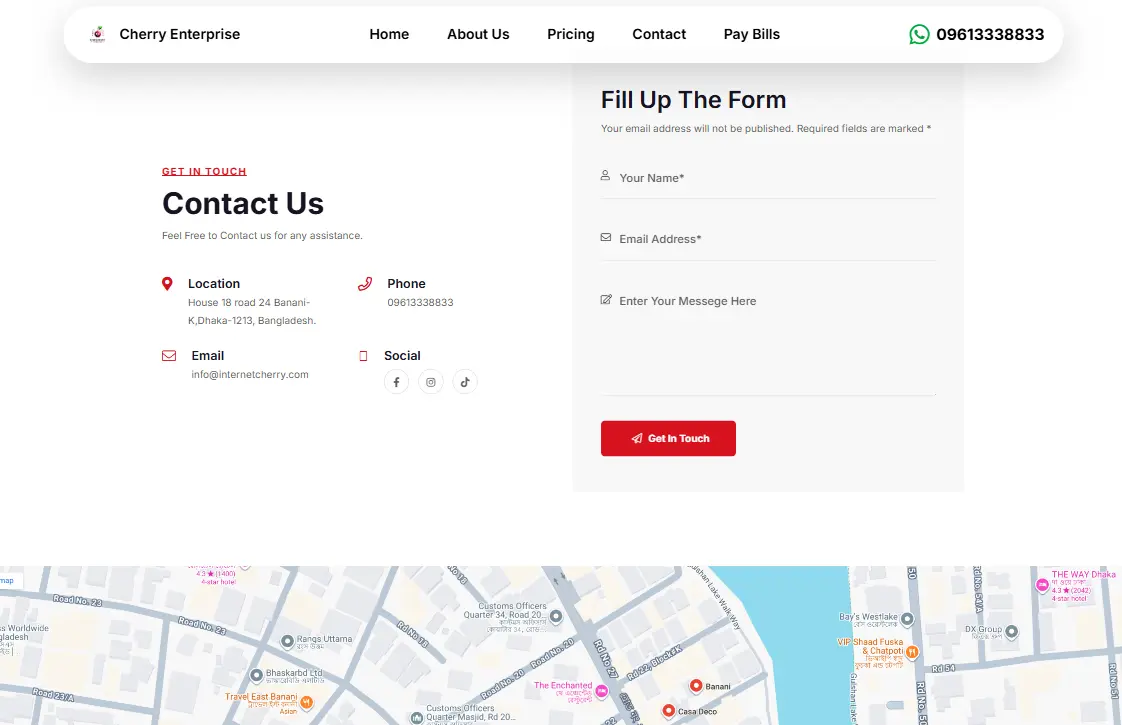 Cherry Enterprise
Home
About Us
Pricing
Contact
Pay Bills
09613338833
Fill Up The Form
Your email address will not be published. Required fields are marked *
Your Name*
Email Address*
Enter Your Messege Here
Get In Touch
GET IN TOUCH
Contact Us
Feel Free to Contact us for any assistance.
Location
House 18 road 24 Banani-
K,Dhaka-1213, Bangladesh.
Phone
09613338833
Email
info@internetcherry.com
Social
map
4.3★(1400)
4-star hotel
Road No. 23
Road No. 23
Rd No 18
No 18
Customs Officers
Quarter 34, Road 20...
Rangs Uttama
রাংস উত্তমা
Bhaskarbd Ltd
Travel East Banani
Asian
Road 23/A
Road No. 20
Road No. 20
Customs Officers
Quarter Masjid, Rd 20...
The Enchanted
Rd No 27
Rd 22, Block#K
Banani
Casa Deco
Gulshan Lake Walk Way
Bay's Westlake
VIP Shaad Fuska
& Chatpoti
Gulshan Lake
Rd No. 50
50
Rd No. 54/A
DX Group
THE WAY Dhaka
4.3★(2042)
4-star hotel
Rd 54
Rd No 51